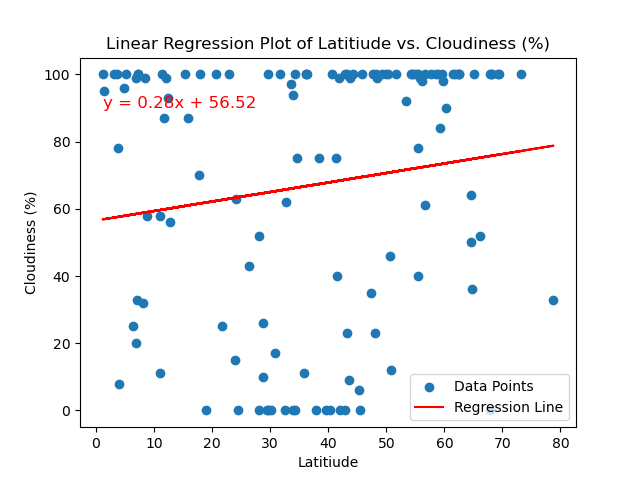 Linear Regression Plot of Latitiude vs. Cloudiness (%)
100
80
60
40
20
0
Cloudiness (%)
y = 0.28x + 56.52
Data Points
Regression Line
0 10 20 30 40 50 60 70 80
Latitiude